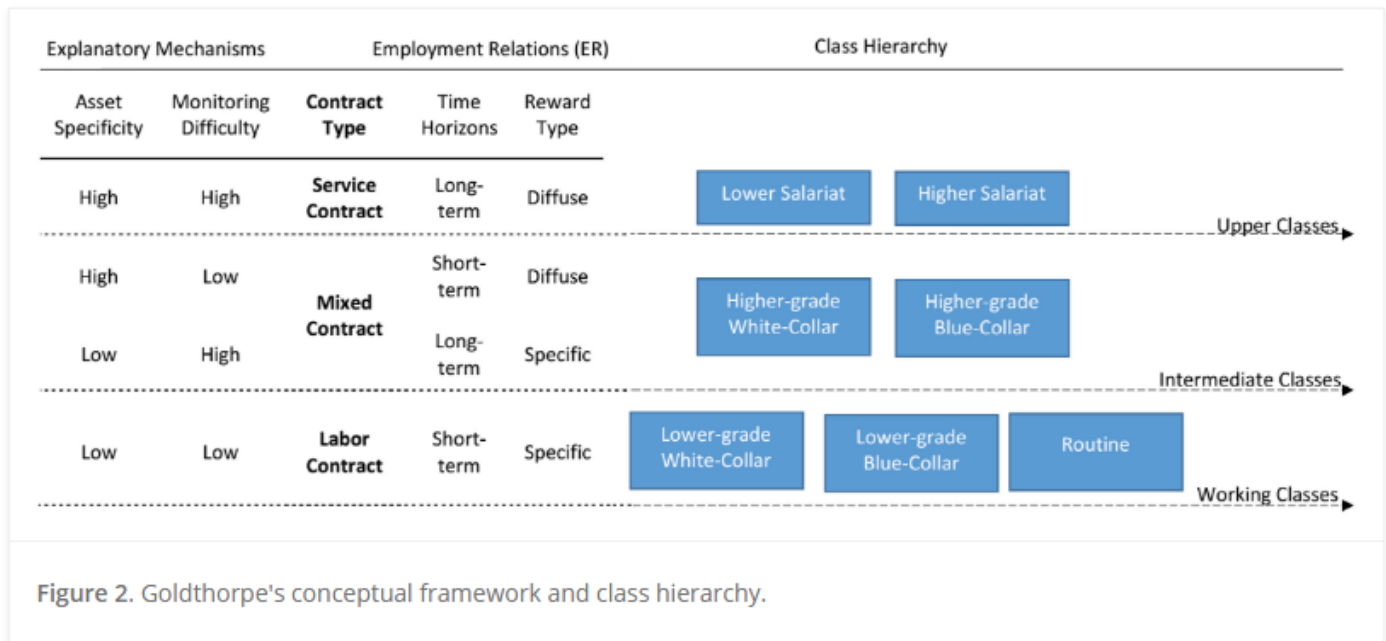 Explanatory Mechanisms Employment Relations (ER) Class Hierarchy
Asset Monitoring Contract Time Reward
Specificity Difficulty Type Horizons Type
High High Service Contract Long-term Diffuse
Lower Salariat Higher Salariat
Upper Classes
High Low Short-term Diffuse
Mixed Contract
Low High Long-term Specific
Higher-grade White-Collar Higher-grade Blue-Collar
Intermediate Classes
Low Low Labor Contract Short-term Specific
Lower-grade White-Collar Lower-grade Blue-Collar Routine
Working Classes
Figure 2. Goldthorpe's conceptual framework and class hierarchy.